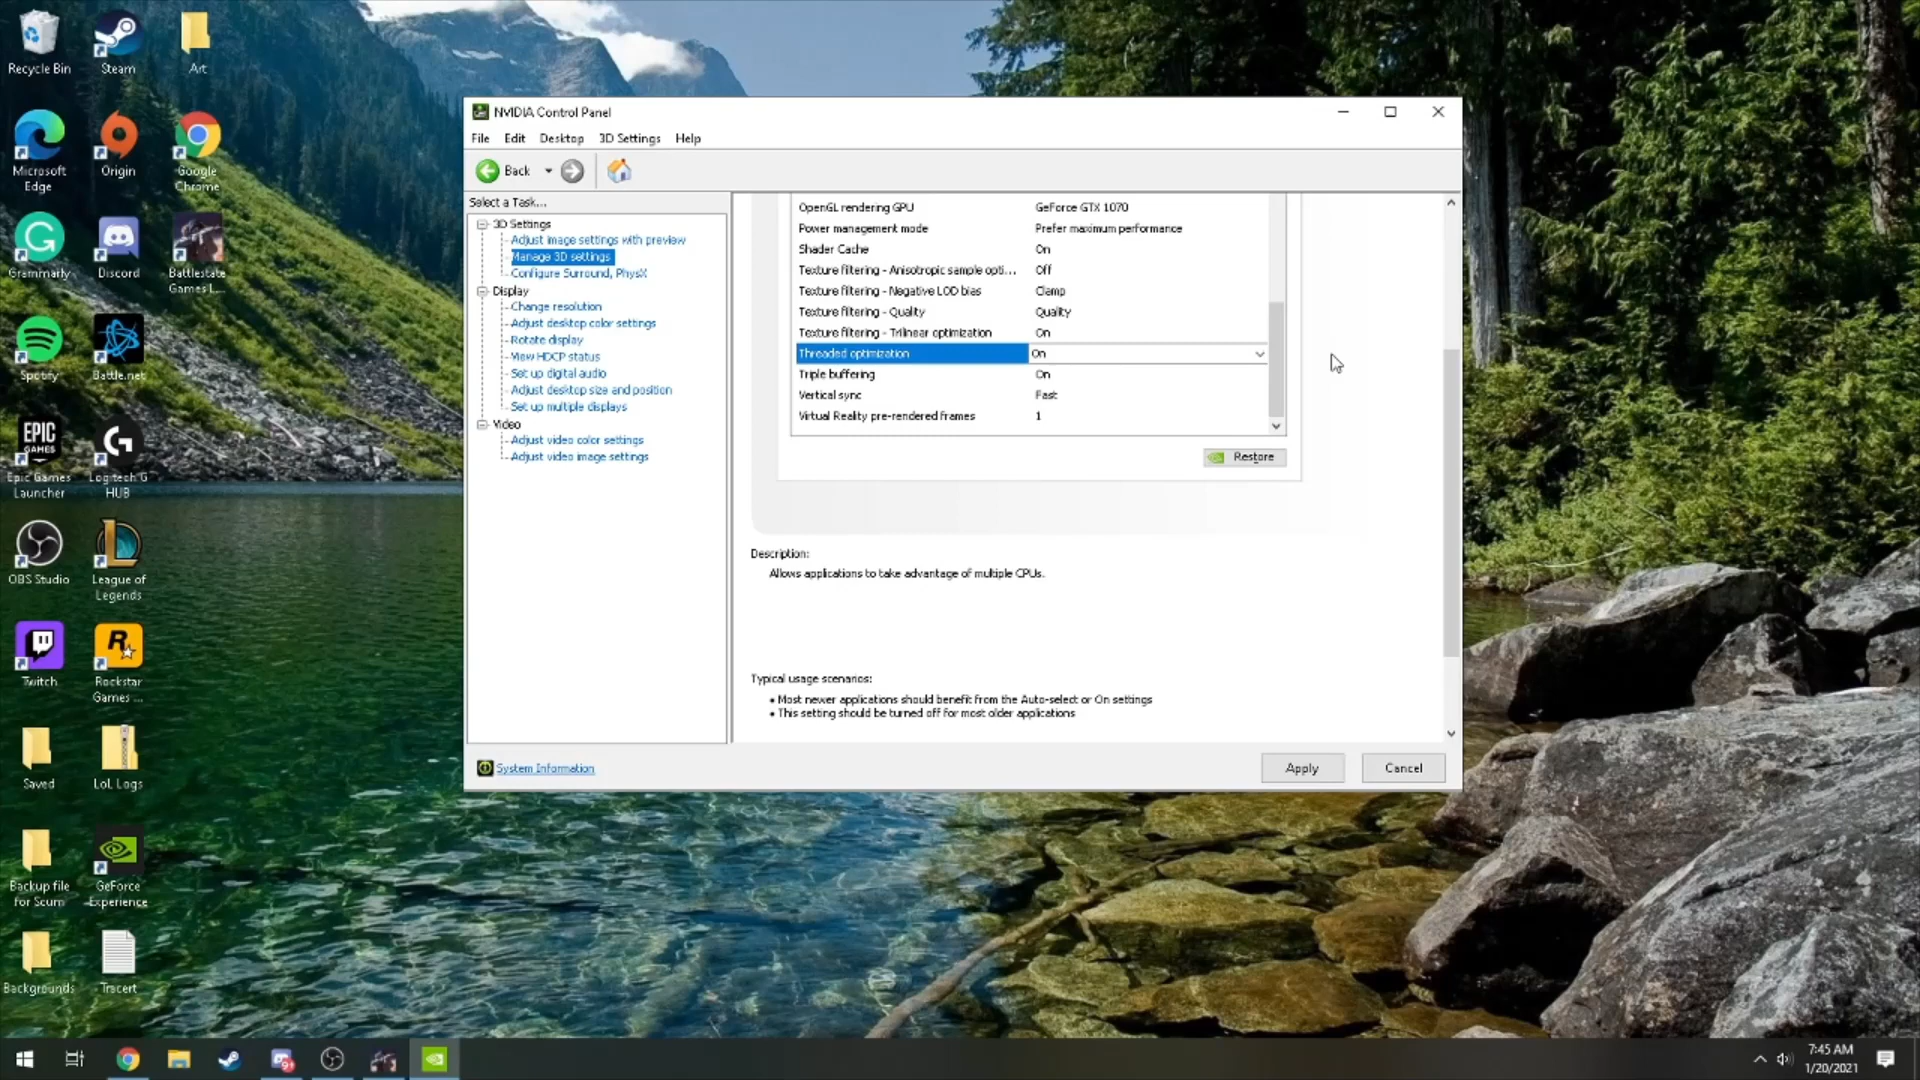 Recycle Bin
Steam
Art
Microsoft
Edge
Origin
Google
Chrome
Grammarly
Discord
Battlestate
Games L...
Spotify
Battle.net
EPIC
GAMES
Epic Games
Launcher
Logitech G
HUB
OBS Studio
League of
Legends
Twitch
Rockstar
Games ...
Saved
LoL Logs
Backup file
for Scum
GeForce
Experience
Backgrounds
Tracert
NVIDIA Control Panel
File Edit Desktop 3D Settings Help
Back
Select a Task...
3D Settings
Adjust image settings with preview
Manage 3D settings
Configure Surround, PhysX
Display
Change resolution
Adjust desktop color settings
Rotate display
View HDCP status
Set up digital audio
Adjust desktop size and position
Set up multiple displays
Video
Adjust video color settings
Adjust video image settings
OpenGL rendering GPU GeForce GTX 1070
Power management mode Prefer maximum performance
Shader Cache On
Texture filtering - Anisotropic sample opti... Off
Texture filtering - Negative LOD bias Clamp
Texture filtering - Quality Quality
Texture filtering - Trilinear optimization On
Threaded optimization On
Triple buffering On
Vertical sync Fast
Virtual Reality pre-rendered frames 1
Restore
Description:
Allows applications to take advantage of multiple CPUs.
Typical usage scenarios:
• Most newer applications should benefit from the Auto-select or On settings
• This setting should be turned off for most older applications
System Information
Apply
Cancel
7:45 AM
1/20/2021